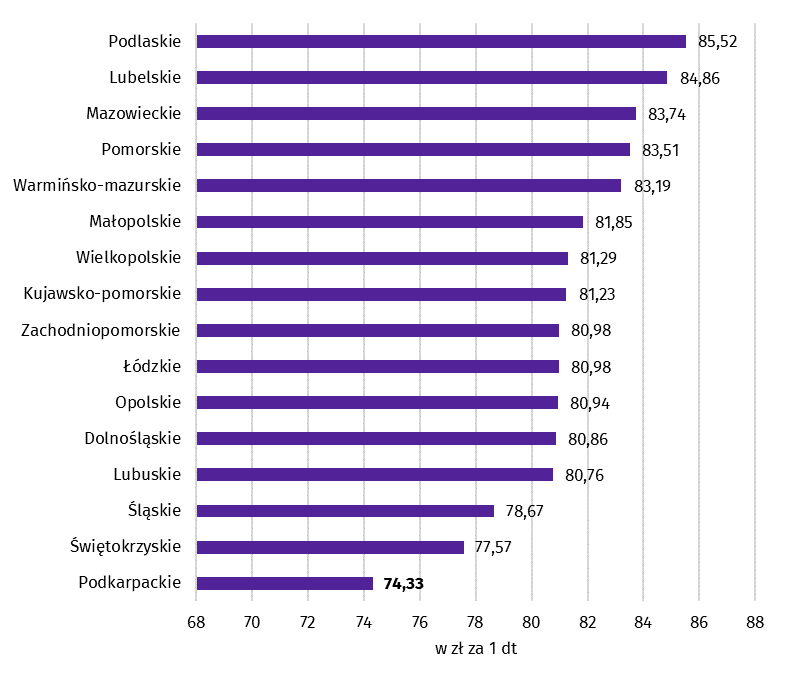 Podlaskie 85,52
Lubelskie 84,86
Mazowieckie 83,74
Pomorskie 83,51
Warmińsko-mazurskie 83,19
Małopolskie 81,85
Wielkopolskie 81,29
Kujawsko-pomorskie 81,23
Zachodniopomorskie 80,98
Łódzkie 80,98
Opolskie 80,94
Dolnośląskie 80,86
Lubuskie 80,76
Śląskie 78,67
Świętokrzyskie 77,57
Podkarpackie 74,33
68 70 72 74 76 78 80 82 84 86 88
w zł za 1 dt